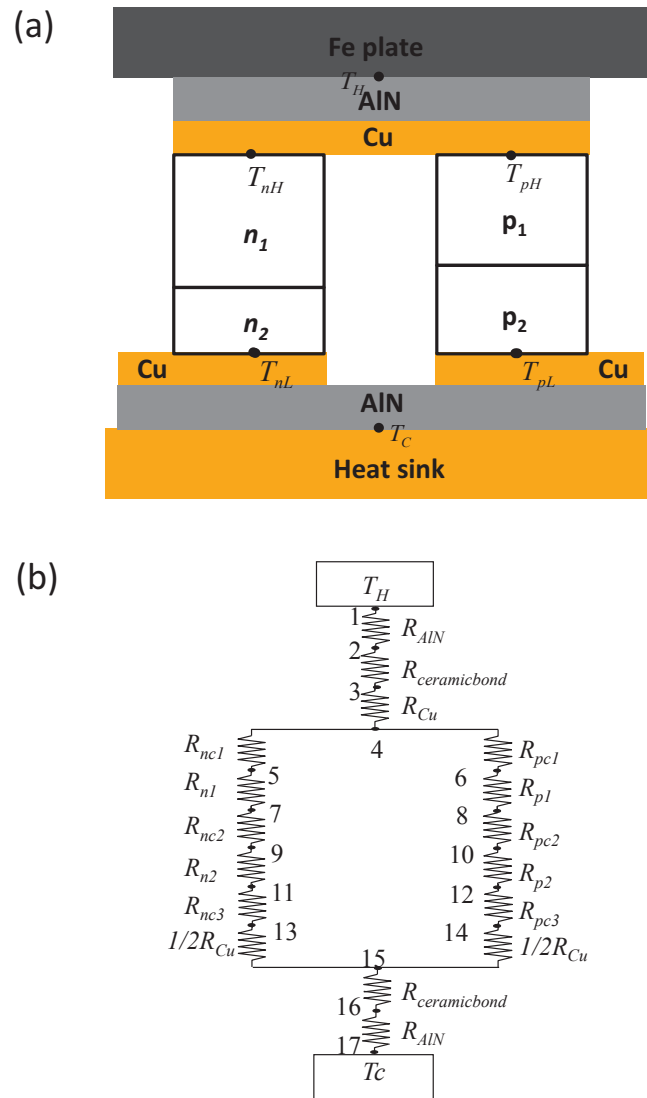 (a)
Fe plate
T_H
AlN
Cu
T_nH
T_pH
n_1
p_1
n_2
p_2
Cu
T_nL
T_pL
Cu
AlN
T_C
Heat sink
(b)
T_H
1
R_AlN
2
R_ceramicbond
3
R_Cu
4
R_nc1
R_pc1
5
6
R_n1
R_p1
7
8
R_nc2
R_pc2
9
10
R_n2
R_p2
11
12
R_nc3
R_pc3
1/2R_Cu
13
14
1/2R_Cu
15
R_ceramicbond
16
R_AlN
17
Tc